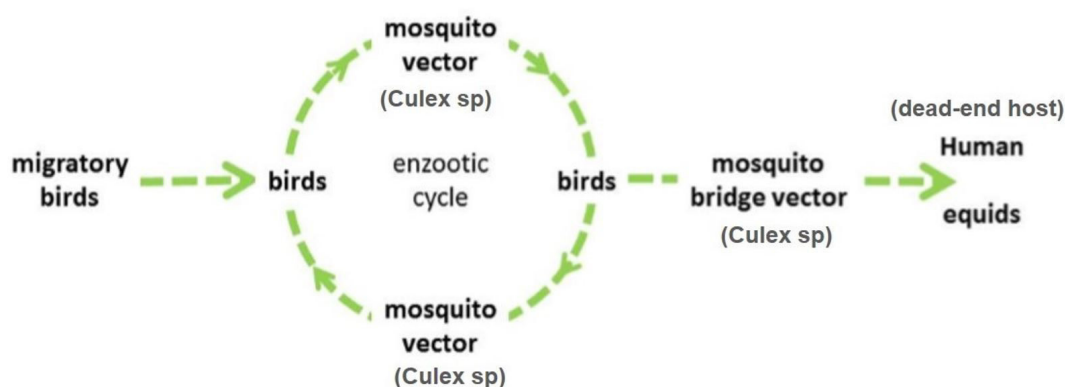 migratory
birds
birds
mosquito
vector
(Culex sp)
enzootic
cycle
birds
mosquito
vector
(Culex sp)
mosquito
bridge vector
(Culex sp)
(dead-end host)
Human
equids